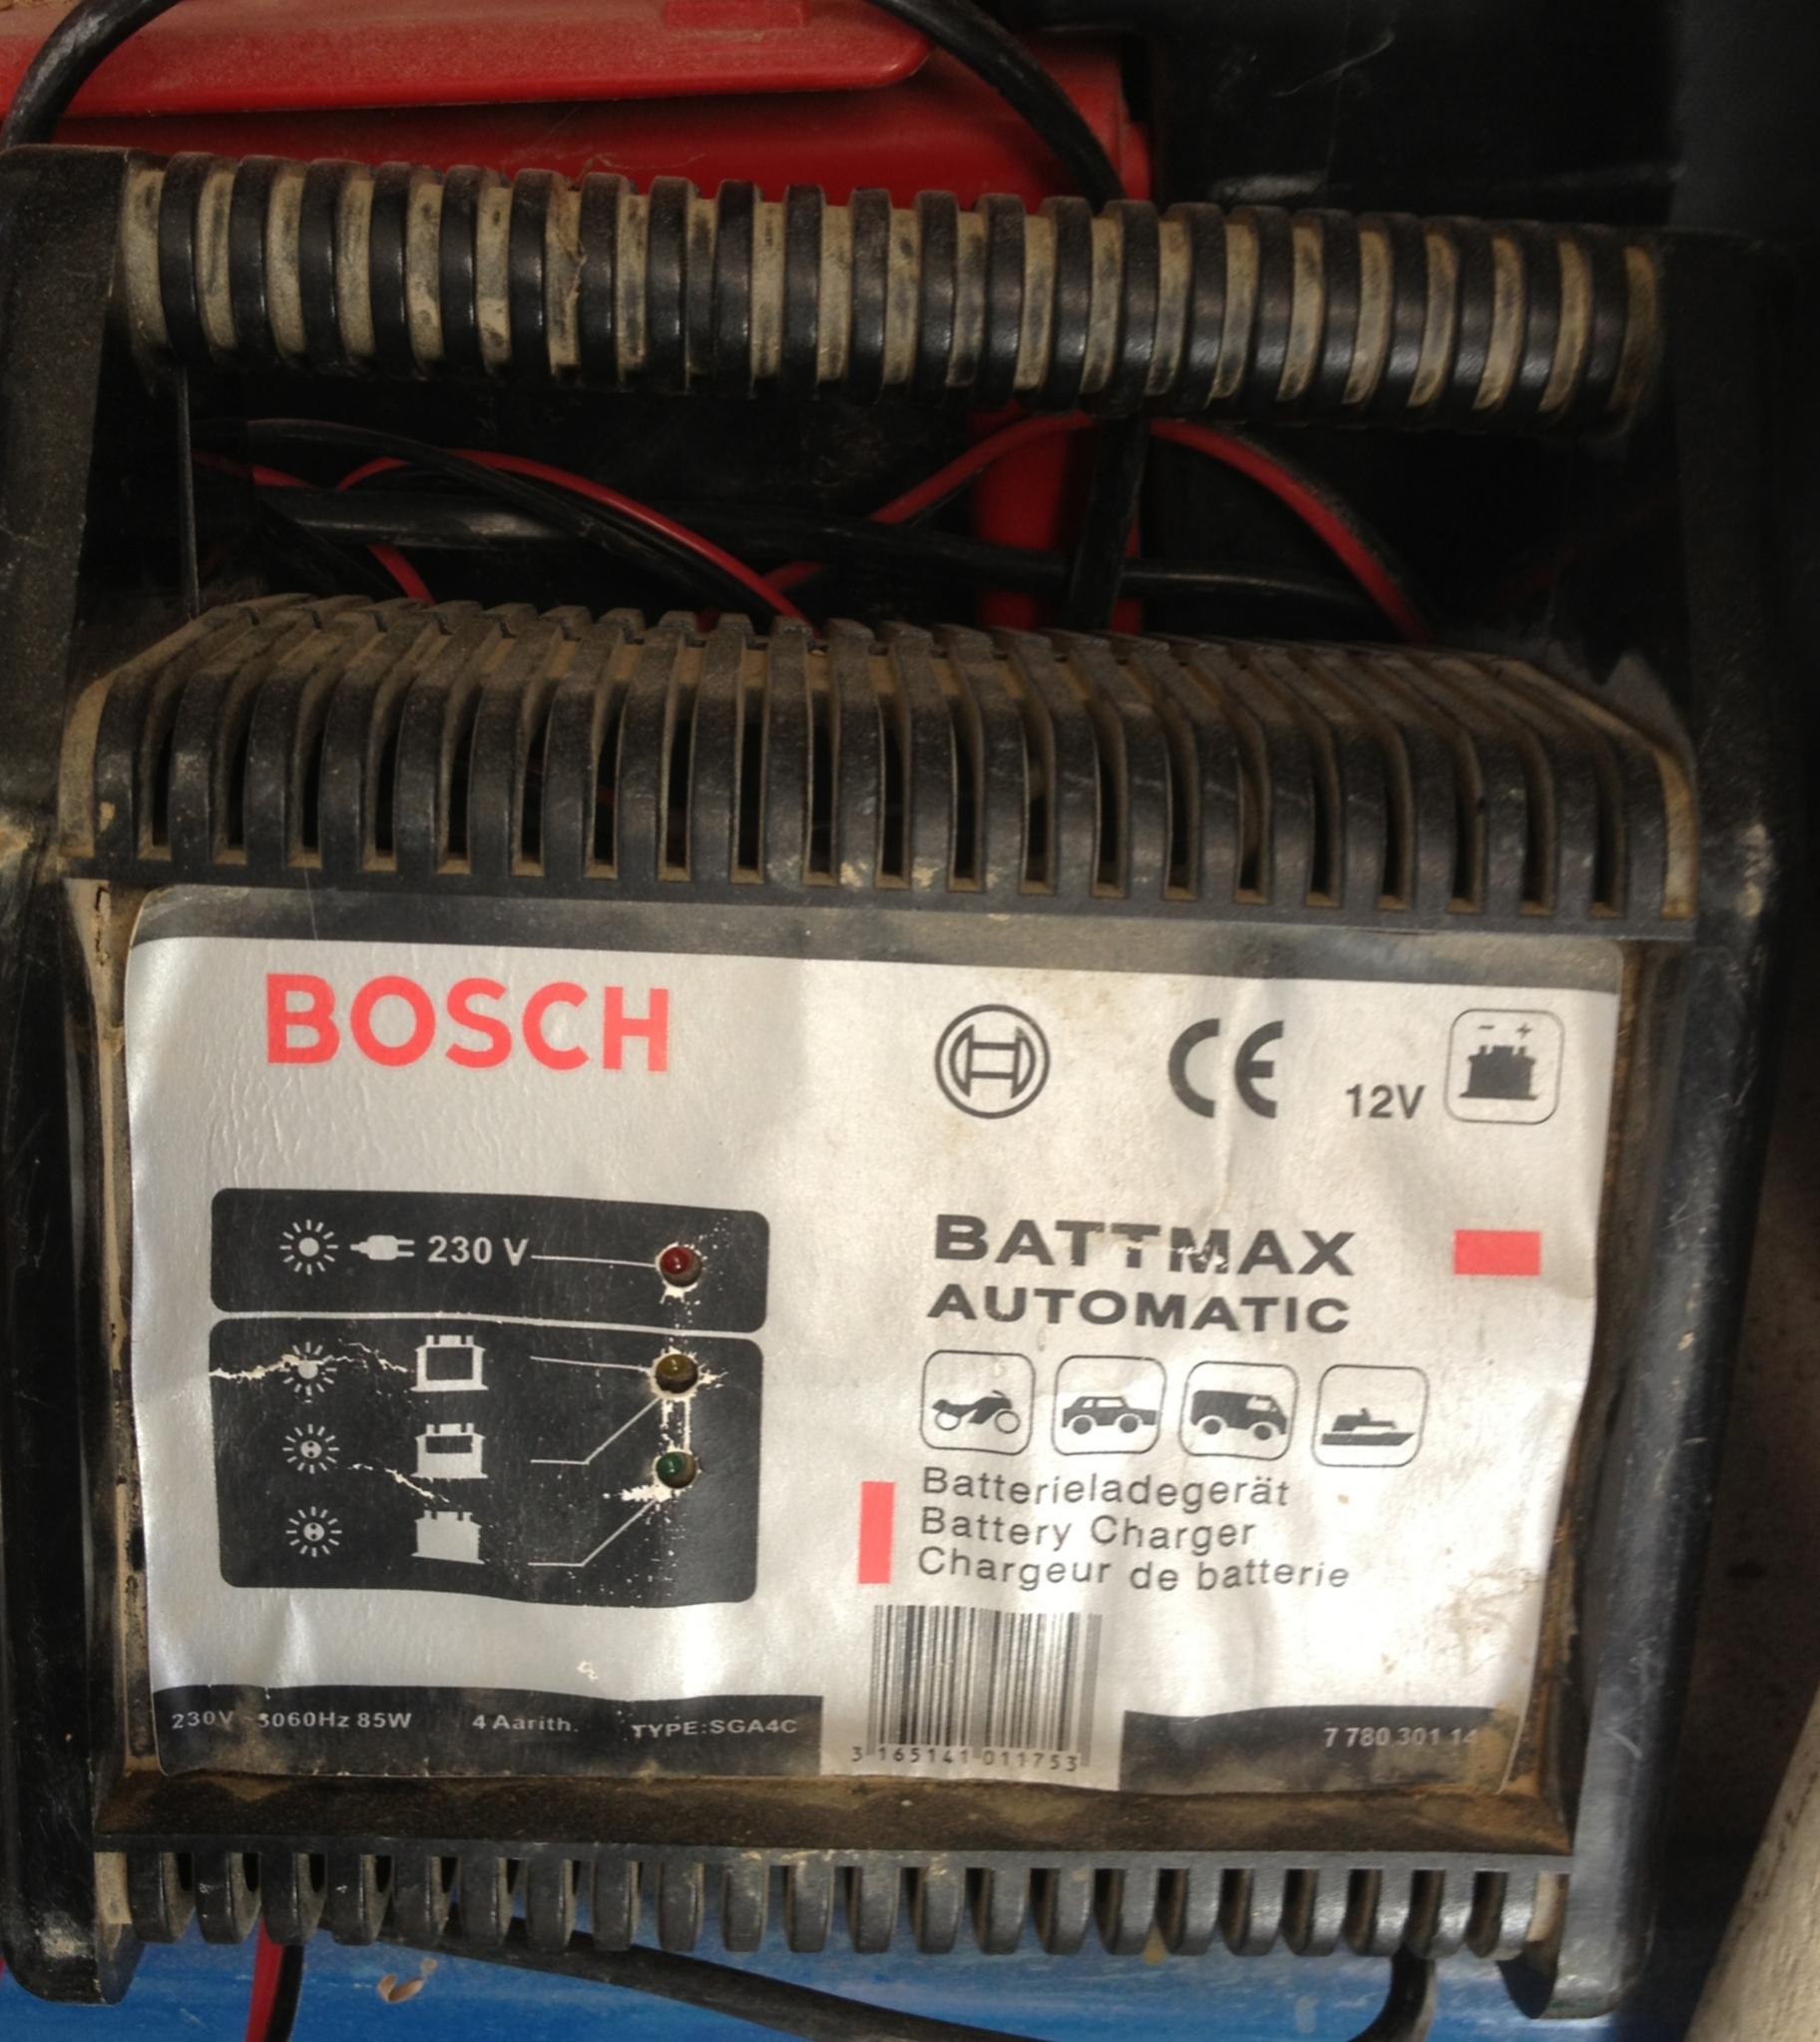 BOSCH
CE
12V
- +
230 V
BATTMAX
AUTOMATIC
Batterieladegerät
Battery Charger
Chargeur de batterie
230V ~5060Hz 85W 4 Aarith. TYPE:SGA4C
3 165141 011753
7 780 301 14